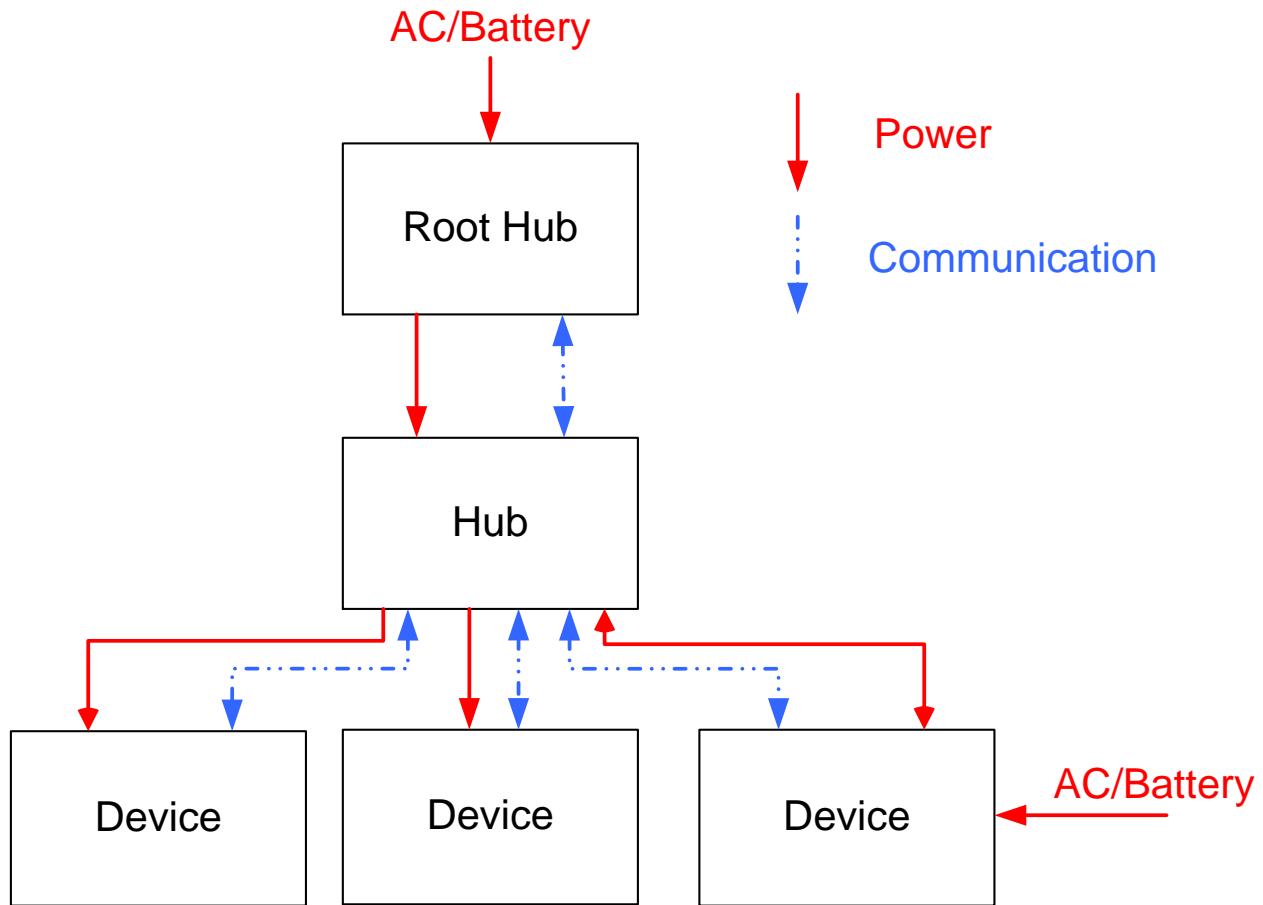 AC/Battery
Power
Root Hub
Communication
Hub
Device
Device
Device
AC/Battery